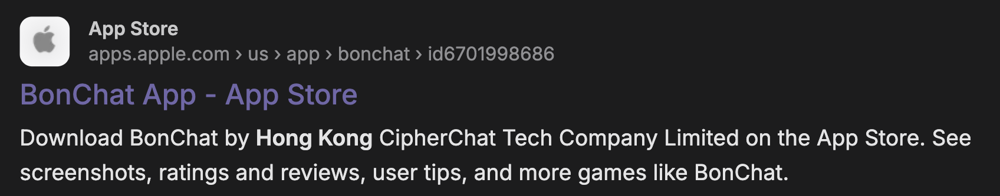 App Store
apps.apple.com › us › app › bonchat › id6701998686
BonChat App - App Store
Download BonChat by Hong Kong CipherChat Tech Company Limited on the App Store. See
screenshots, ratings and reviews, user tips, and more games like BonChat.